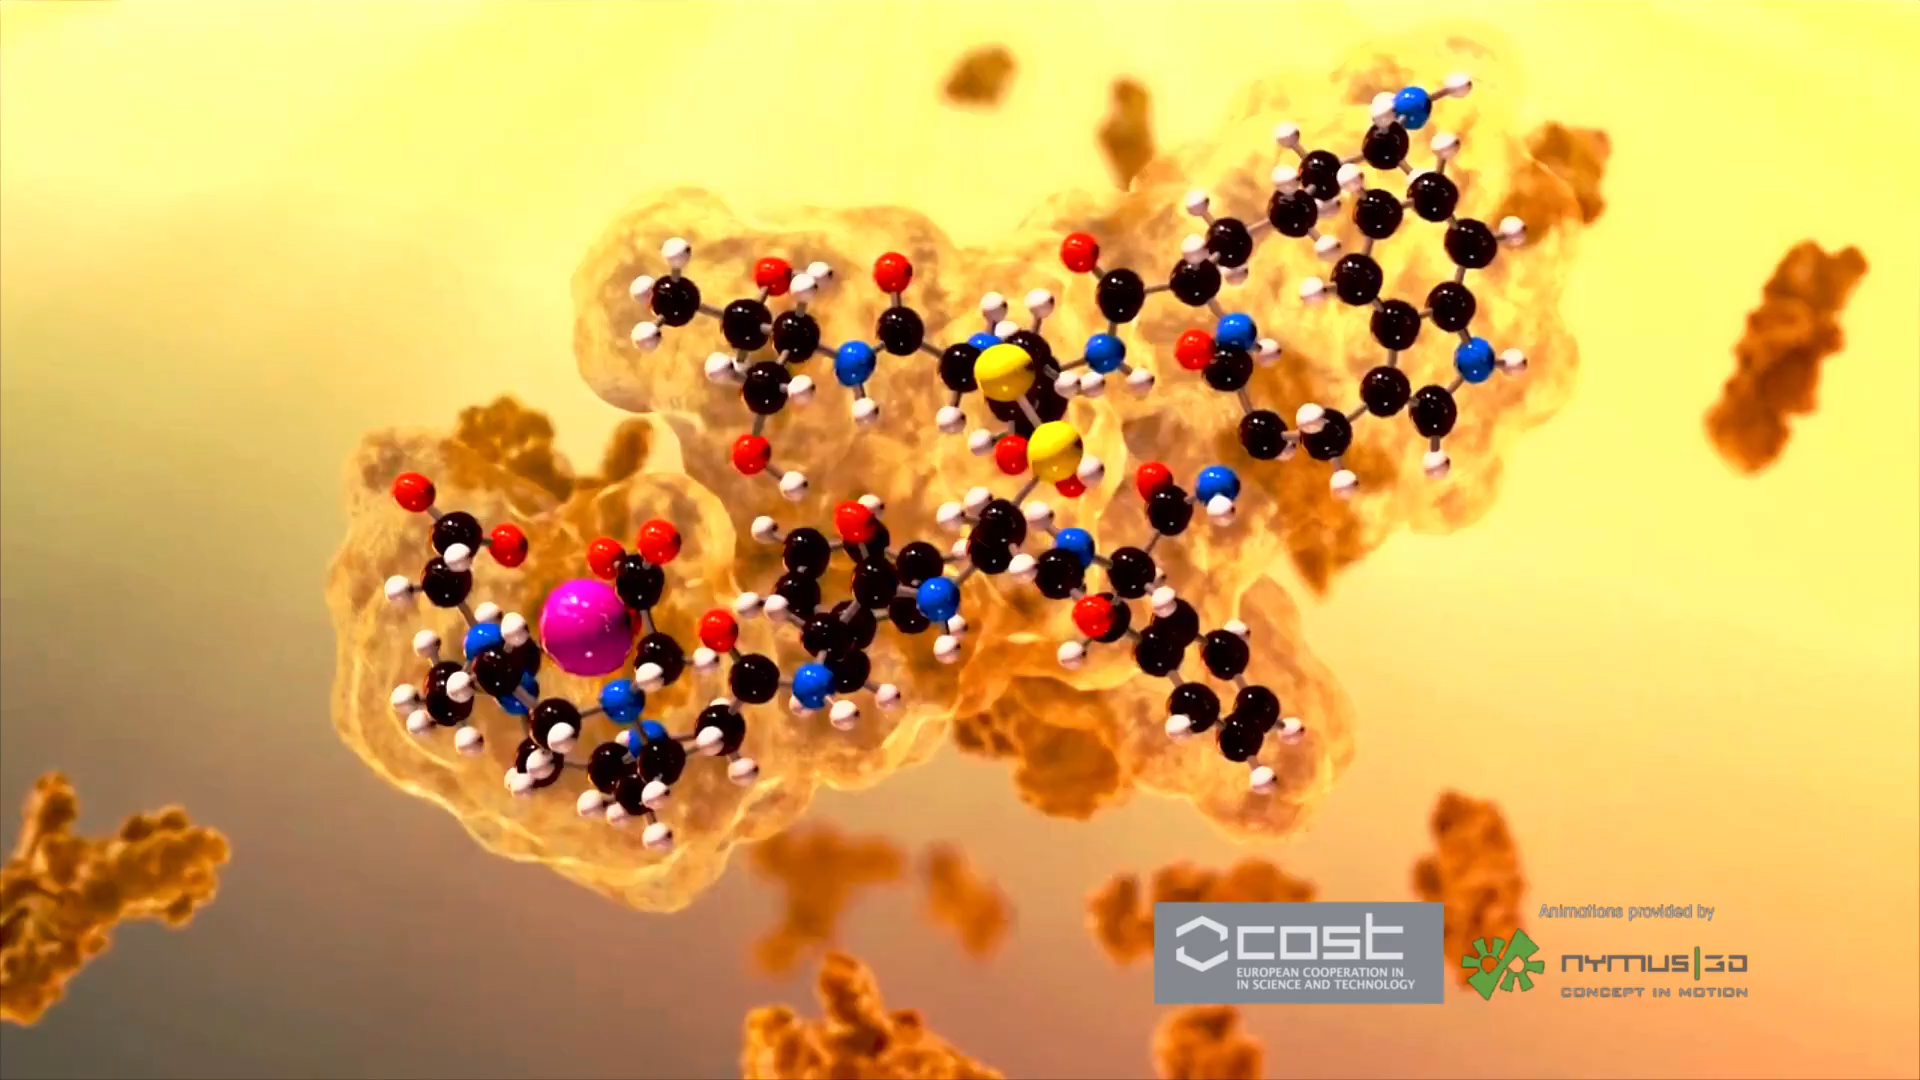 cost
EUROPEAN COOPERATION IN
IN SCIENCE AND TECHNOLOGY
Animations provided by
NYMUS|3D
CONCEPT IN MOTION